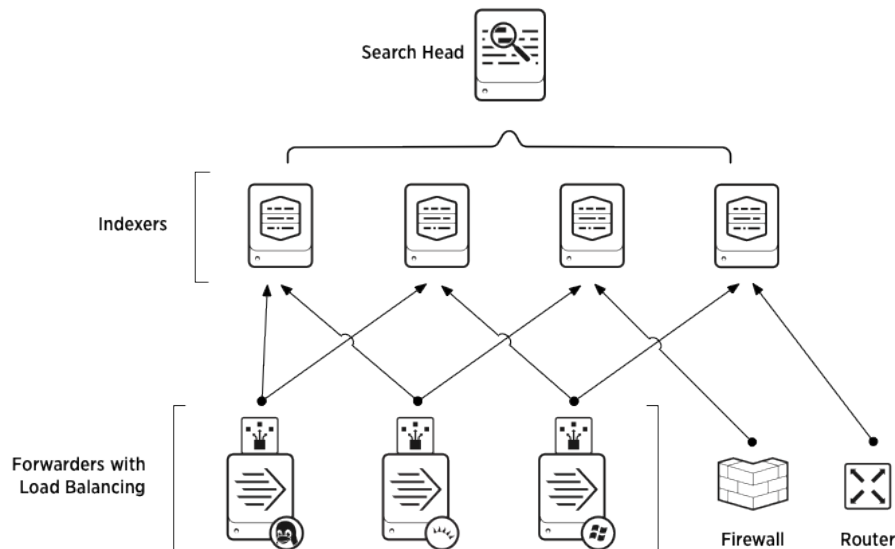 Search Head
Indexers
Forwarders with
Load Balancing
Firewall
Router